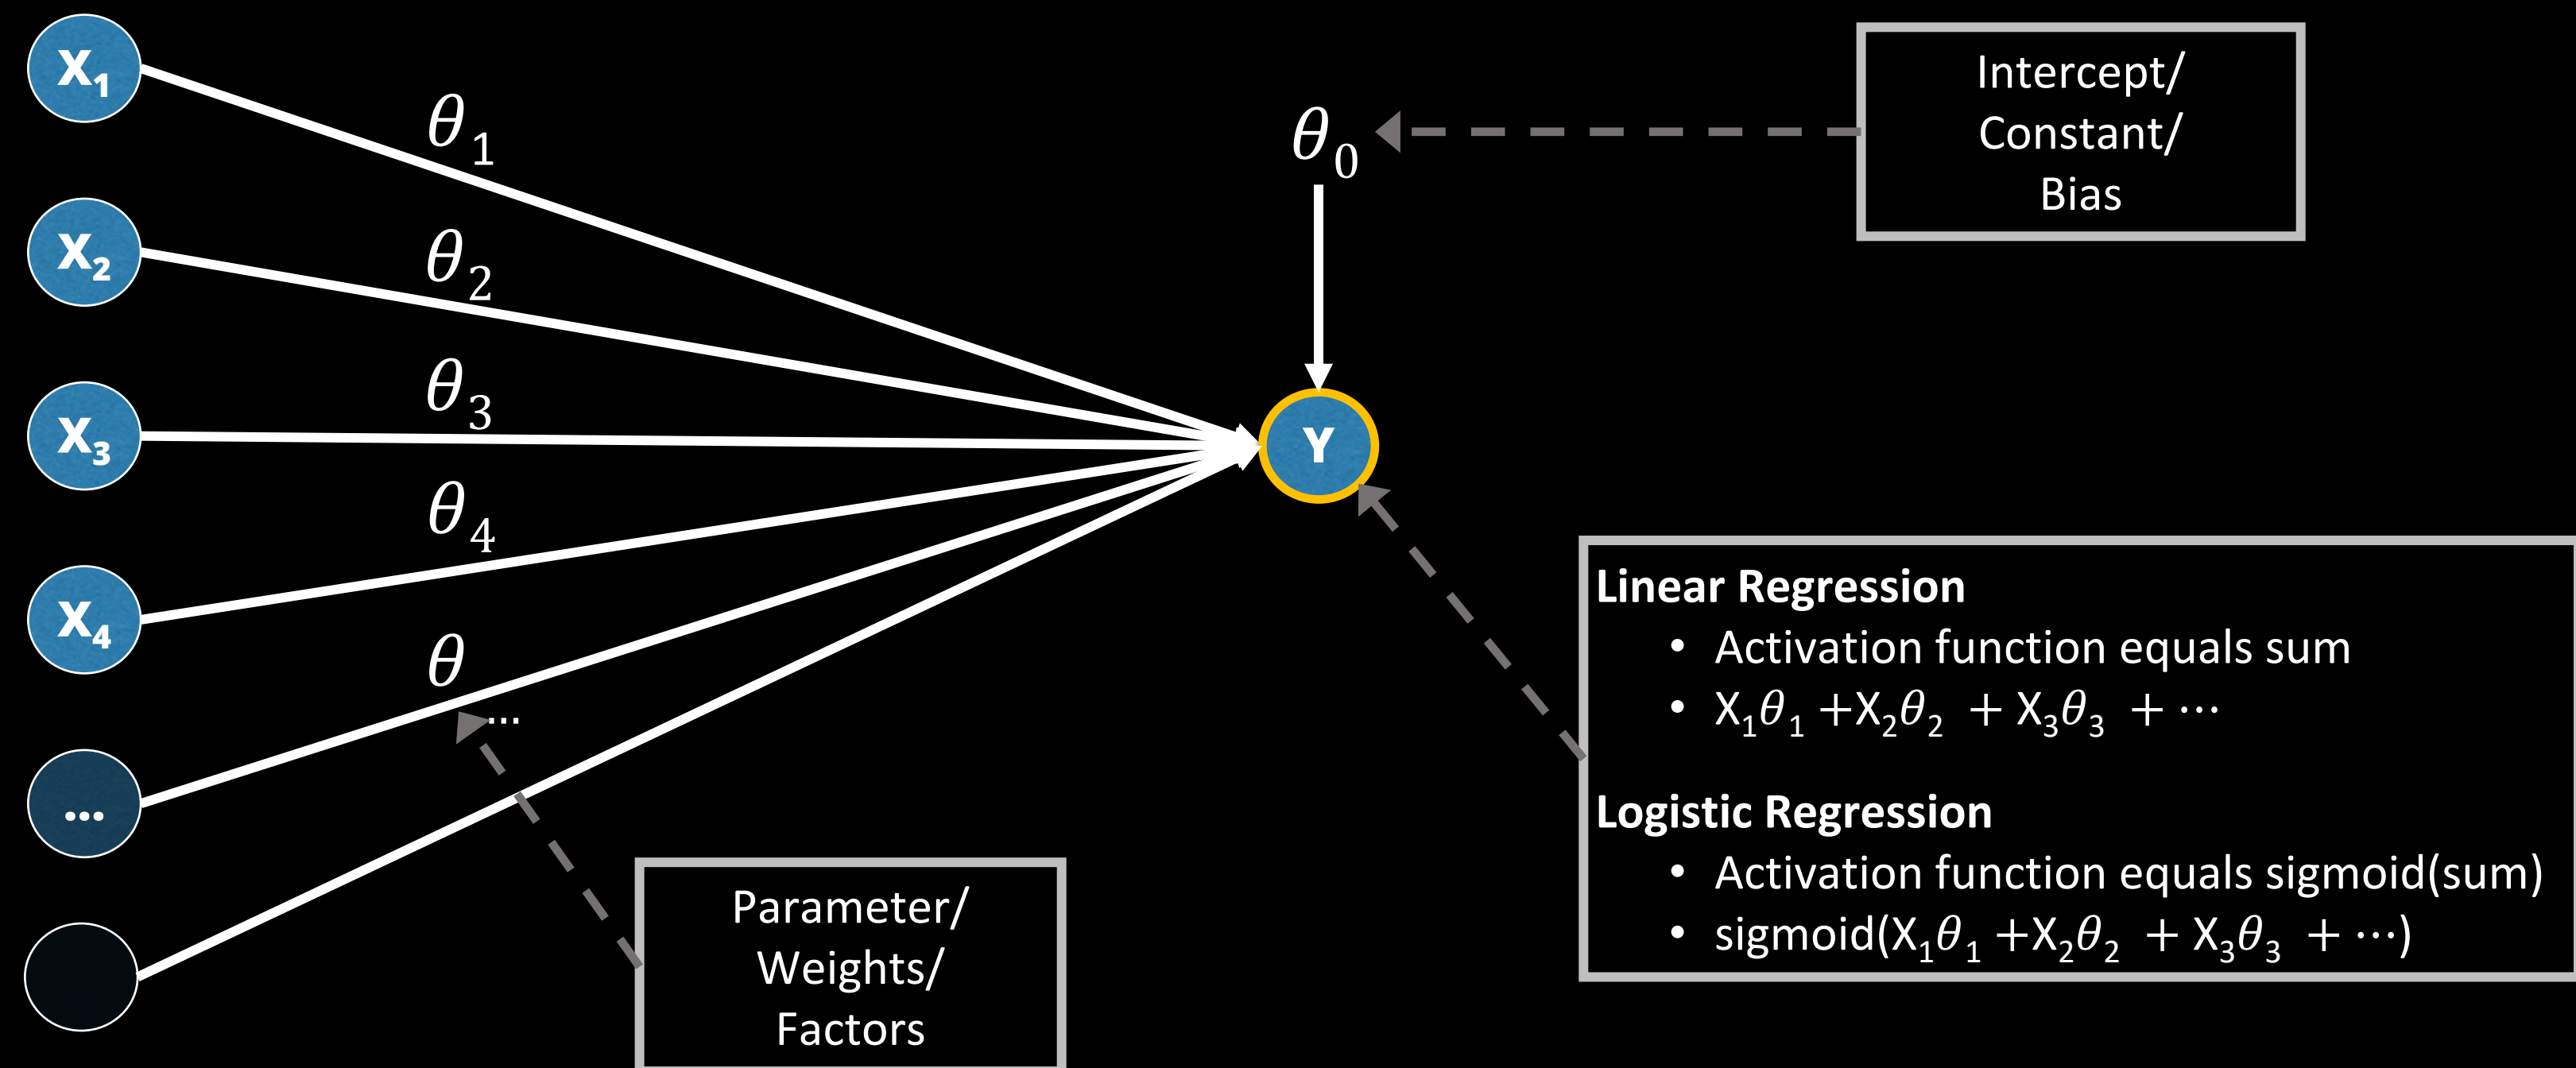 X₁
θ₁
X₂
θ₂
X₃
θ₃
X₄
θ₄
...
θ
...
θ₀
Y
Intercept/
Constant/
Bias
Parameter/
Weights/
Factors
Linear Regression
• Activation function equals sum
• X₁θ₁ +X₂θ₂ + X₃θ₃ + ⋯
Logistic Regression
• Activation function equals sigmoid(sum)
• sigmoid(X₁θ₁ +X₂θ₂ + X₃θ₃ + ⋯)